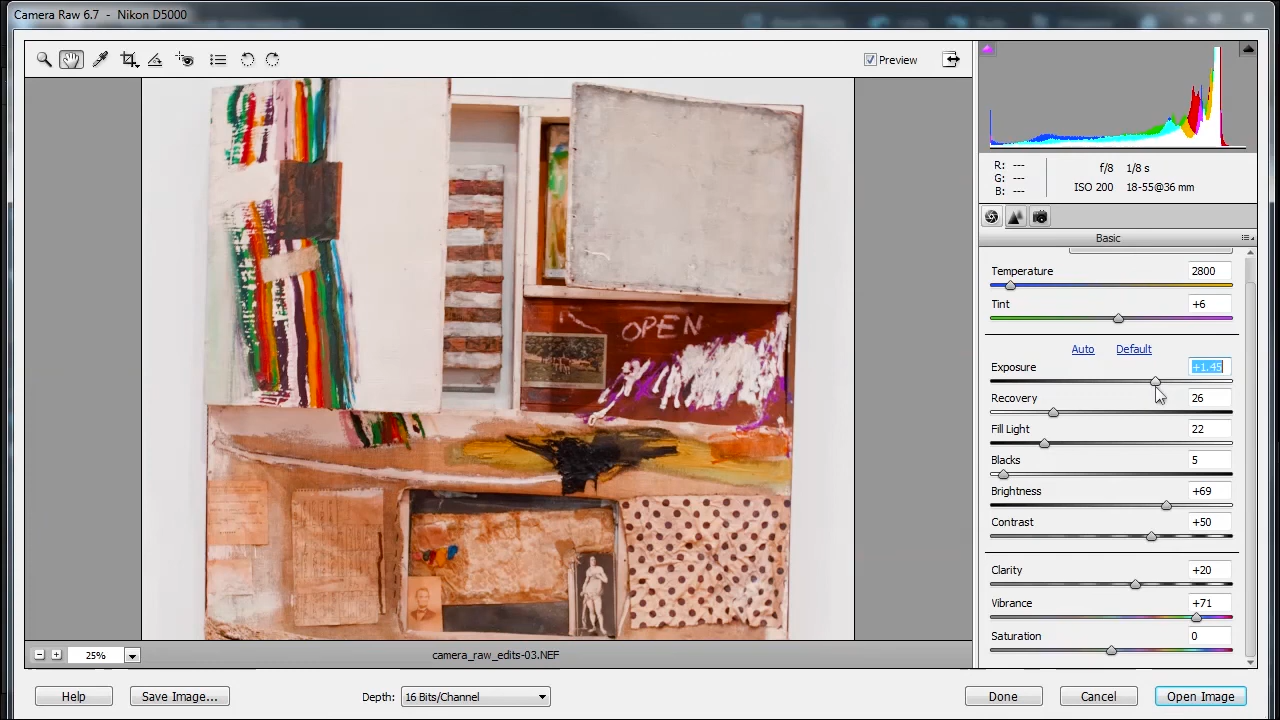 Camera Raw 6.7 - Nikon D5000
Preview
R: ---
G: ---
B: ---
f/8 1/8 s
ISO 200 18-55@36 mm
Basic
Temperature 2800
Tint +6
Auto Default
Exposure +1.45
Recovery 26
Fill Light 22
Blacks 5
Brightness +69
Contrast +50
Clarity +20
Vibrance +71
Saturation 0
OPEN
25%
camera_raw_edits-03.NEF
Help
Save Image...
Depth: 16 Bits/Channel
Done
Cancel
Open Image